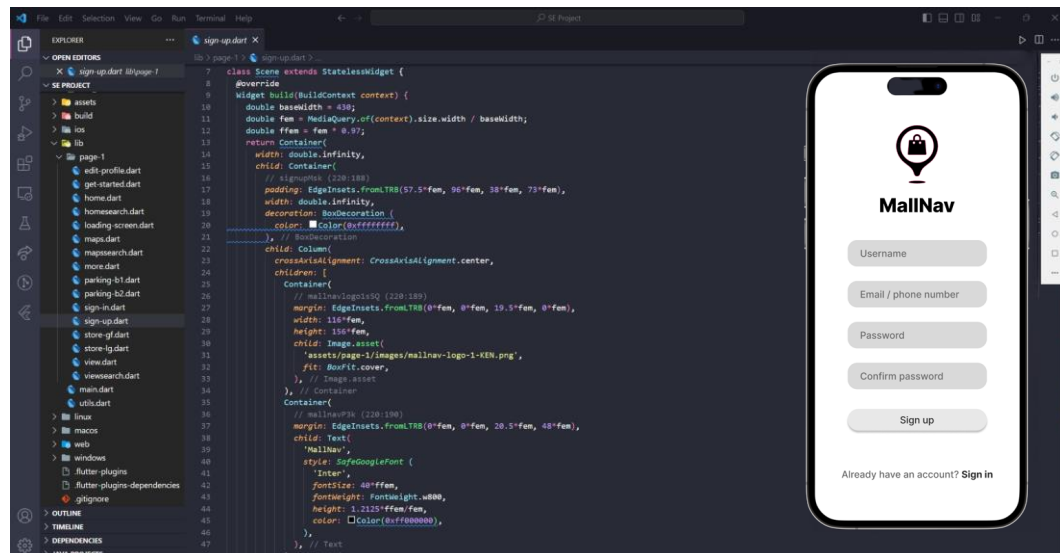 File Edit Selection View Go Run Terminal Help
SE Project
EXPLORER
sign-up.dart
OPEN EDITORS
sign-up.dart lib\page-1
SE PROJECT
assets
build
ios
lib
page-1
edit-profile.dart
get-started.dart
home.dart
homesearch.dart
loading-screen.dart
maps.dart
mapssearch.dart
more.dart
parking-b1.dart
parking-b2.dart
sign-in.dart
sign-up.dart
store-gf.dart
store-lg.dart
view.dart
viewsearch.dart
main.dart
utils.dart
linux
macos
web
windows
.flutter-plugins
.flutter-plugins-dependencies
.gitignore
OUTLINE
TIMELINE
DEPENDENCIES
JAVA PROJECTS
lib > page-1 > sign-up.dart > ...
7 class Scene extends StatelessWidget {
8 @override
9 Widget build(BuildContext context) {
10 double baseWidth = 430;
11 double fem = MediaQuery.of(context).size.width / baseWidth;
12 double ffem = fem * 0.97;
13 return Container(
14 width: double.infinity,
15 child: Container(
16 // signupMsk (220:188)
17 padding: EdgeInsets.fromLTRB(57.5*fem, 96*fem, 38*fem, 73*fem),
18 width: double.infinity,
19 decoration: BoxDecoration (
20 color: Color(0xffffffff),
21 ), // BoxDecoration
22 child: Column(
23 crossAxisAlignment: CrossAxisAlignment.center,
24 children: [
25 Container(
26 // mallnavlogo1sSQ (220:189)
27 margin: EdgeInsets.fromLTRB(0*fem, 0*fem, 19.5*fem, 0*fem),
28 width: 116*fem,
29 height: 156*fem,
30 child: Image.asset(
31 'assets/page-1/images/mallnav-logo-1-KEN.png',
32 fit: BoxFit.cover,
33 ), // Image.asset
34 ), // Container
35 Container(
36 // mallnavP3k (220:190)
37 margin: EdgeInsets.fromLTRB(0*fem, 0*fem, 20.5*fem, 48*fem),
38 child: Text(
39 'MallNav',
40 style: SafeGoogleFont (
41 'Inter',
42 fontSize: 40*ffem,
43 fontWeight: FontWeight.w800,
44 height: 1.2125*ffem/fem,
45 color: Color(0xff000000),
46 ),
47 ), // Text
MallNav
Username
Email / phone number
Password
Confirm password
Sign up
Already have an account? Sign in